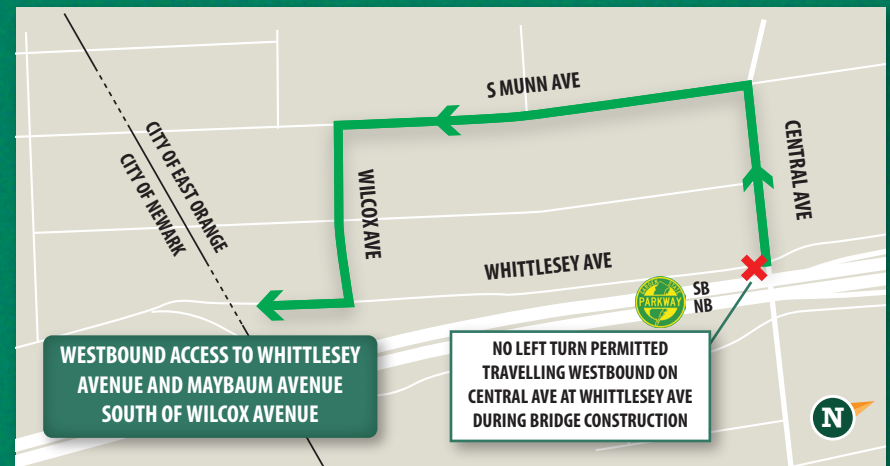 S MUNN AVE
CITY OF EAST ORANGE
CITY OF NEWARK
WILCOX AVE
CENTRAL AVE
WHITTLESEY AVE
GARDEN STATE
PARKWAY
SB
NB
WESTBOUND ACCESS TO WHITTLESEY
AVENUE AND MAYBAUM AVENUE
SOUTH OF WILCOX AVENUE
NO LEFT TURN PERMITTED
TRAVELLING WESTBOUND ON
CENTRAL AVE AT WHITTLESEY AVE
DURING BRIDGE CONSTRUCTION
N